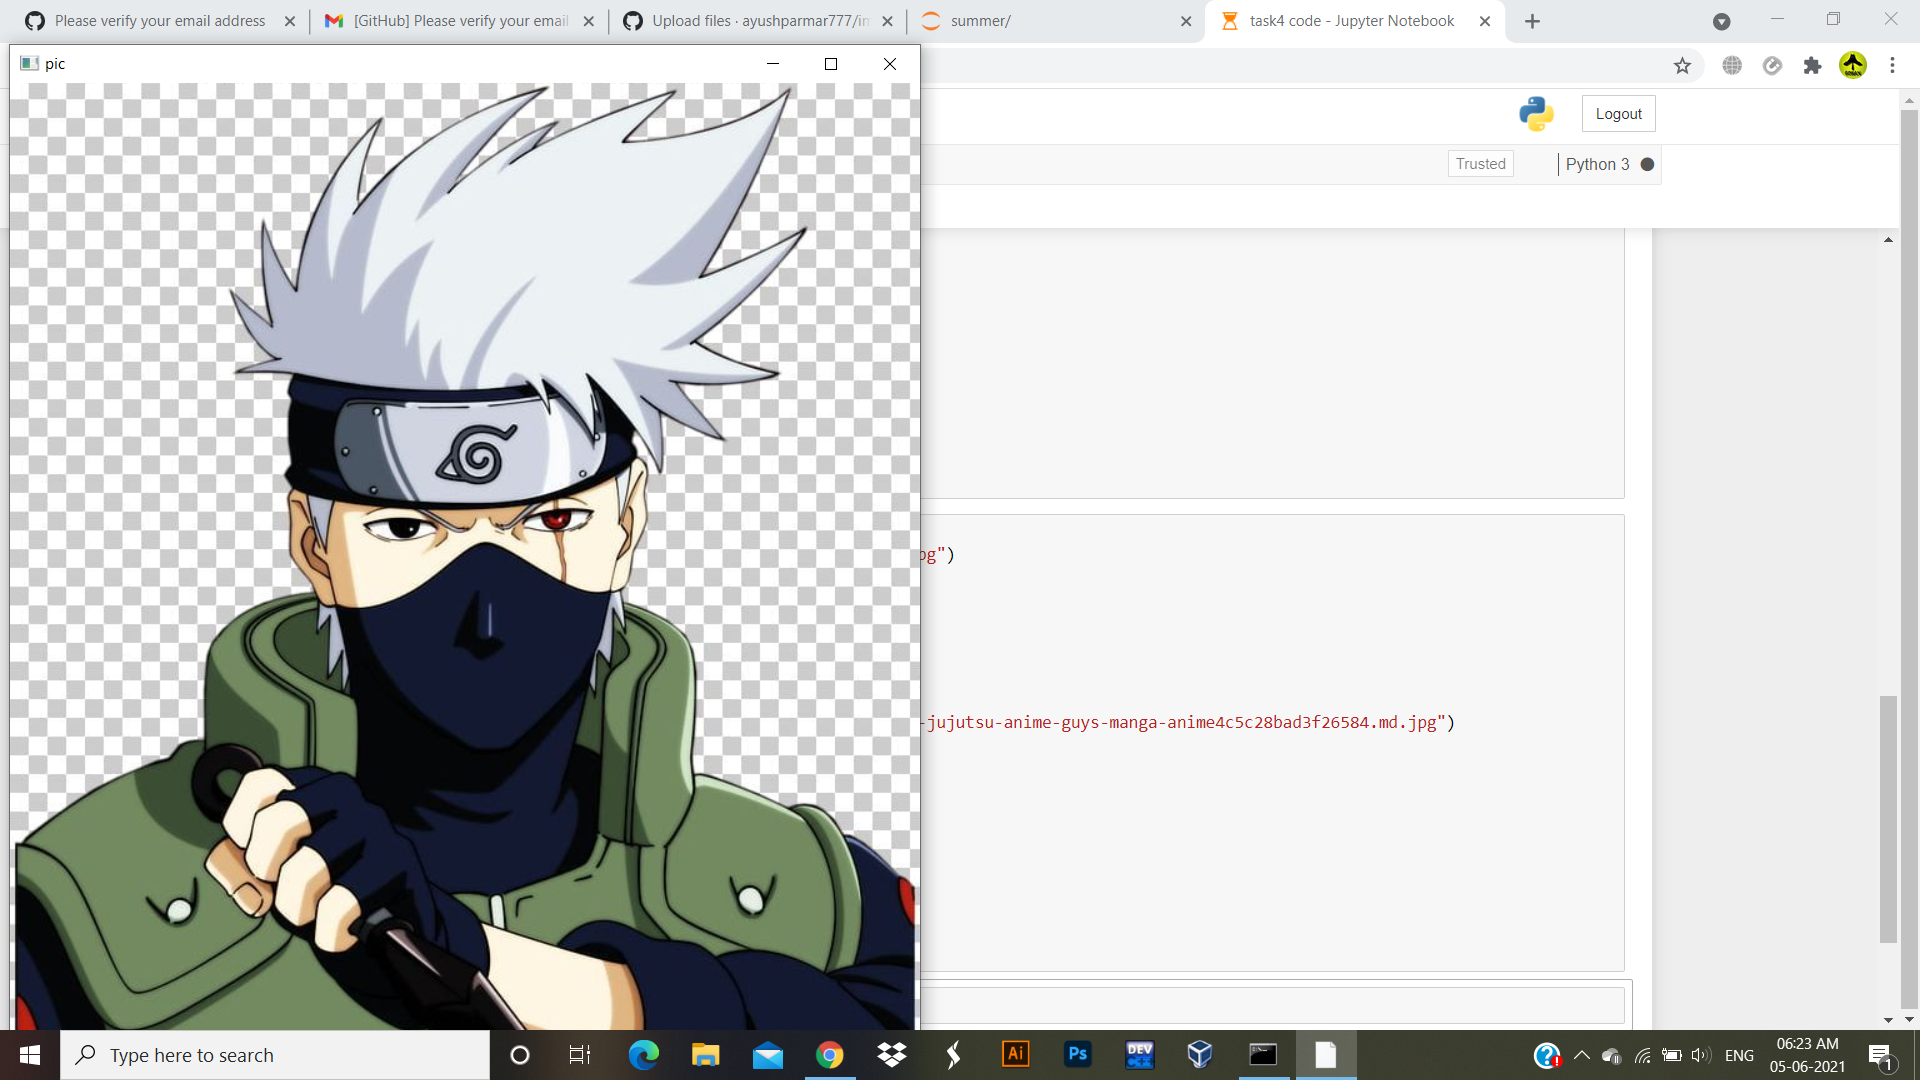 Please verify your email address
[GitHub] Please verify your email
Upload files · ayushparmar777/im
summer/
task4 code - Jupyter Notebook
pic
Logout
Trusted
Python 3
pg")
-jujutsu-anime-guys-manga-anime4c5c28bad3f26584.md.jpg")
Type here to search
Ai
Ps
DEV
C++
ENG
06:23 AM
05-06-2021
1